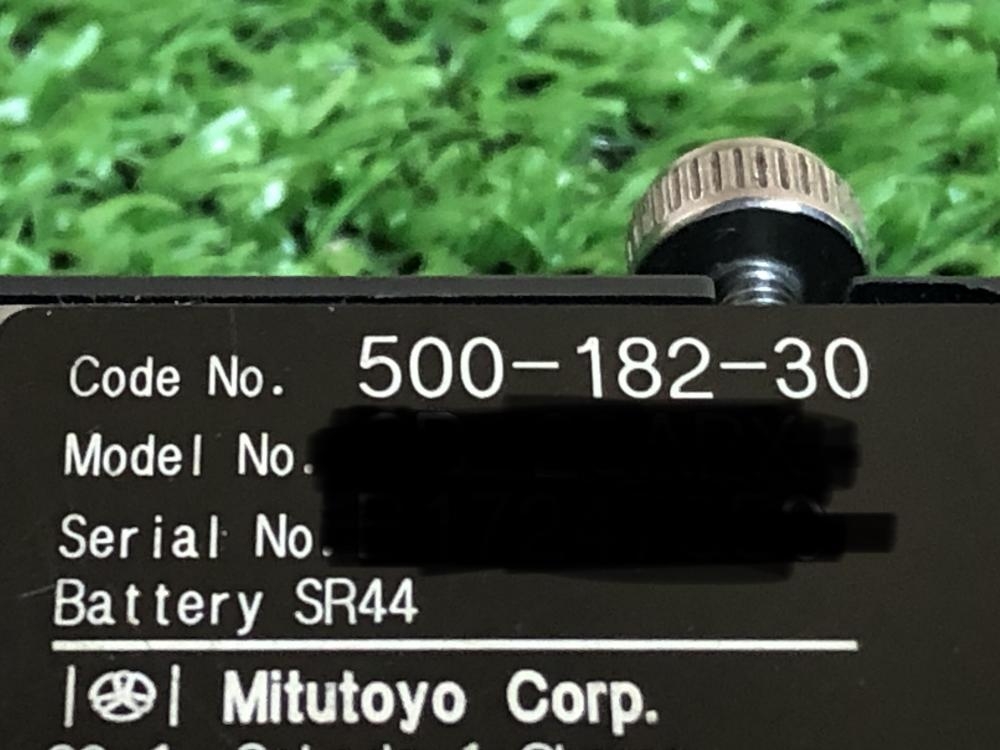 Code No. 500-182-30
Model No.
Serial No.
Battery SR44
Mitutoyo Corp.